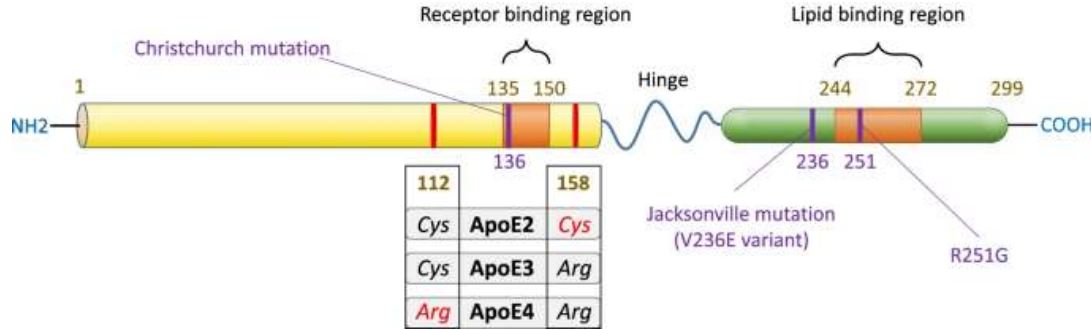 Receptor binding region
Lipid binding region
Christchurch mutation
1
135 150
Hinge
244 272 299
NH2
COOH
136
236 251
112 158
Cys ApoE2 Cys
Cys ApoE3 Arg
Arg ApoE4 Arg
Jacksonville mutation
(V236E variant)
R251G